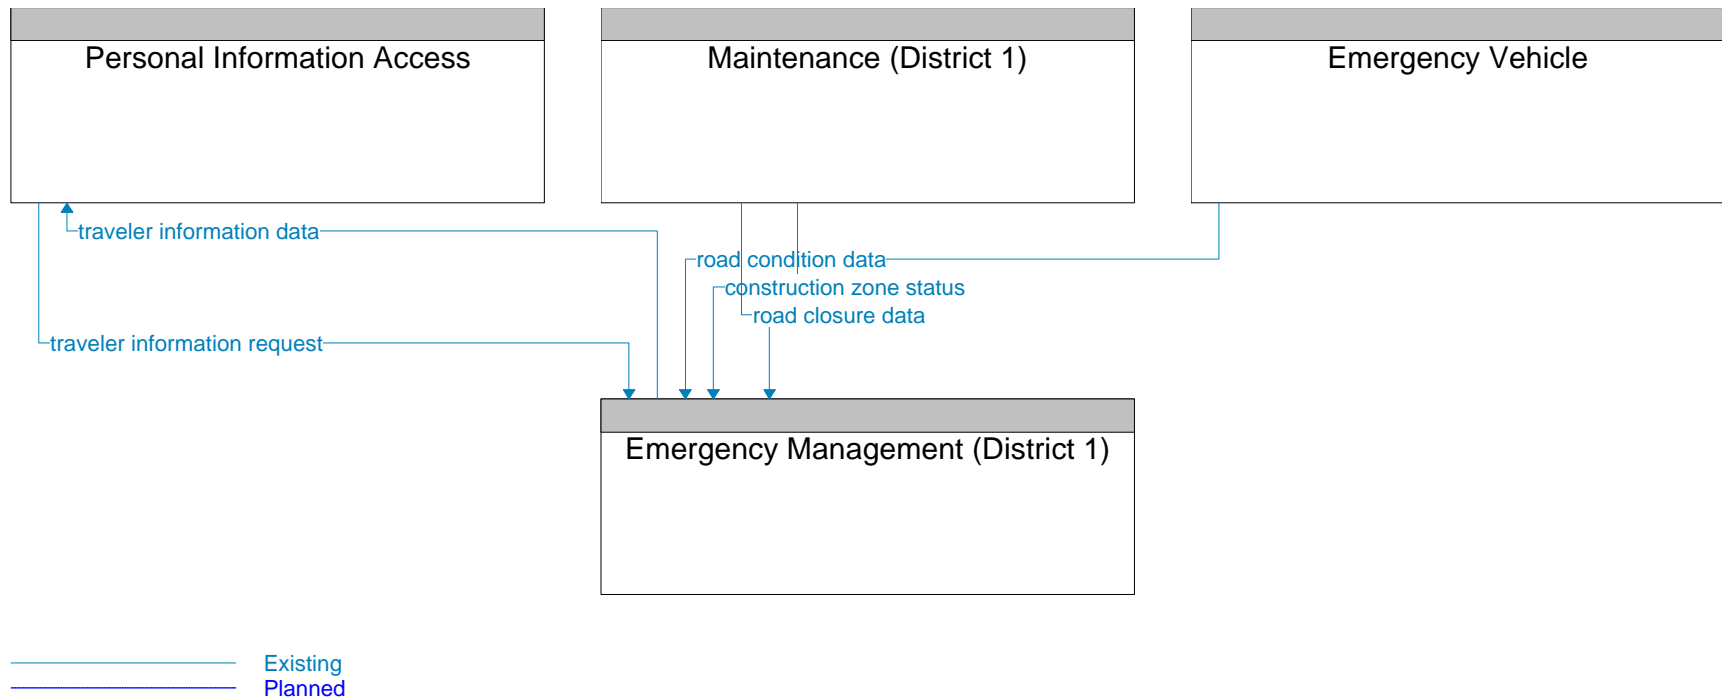 Personal Information Access
Maintenance (District 1)
Emergency Vehicle
traveler information data
road condition data
construction zone status
road closure data
traveler information request
Emergency Management (District 1)
Existing
Planned